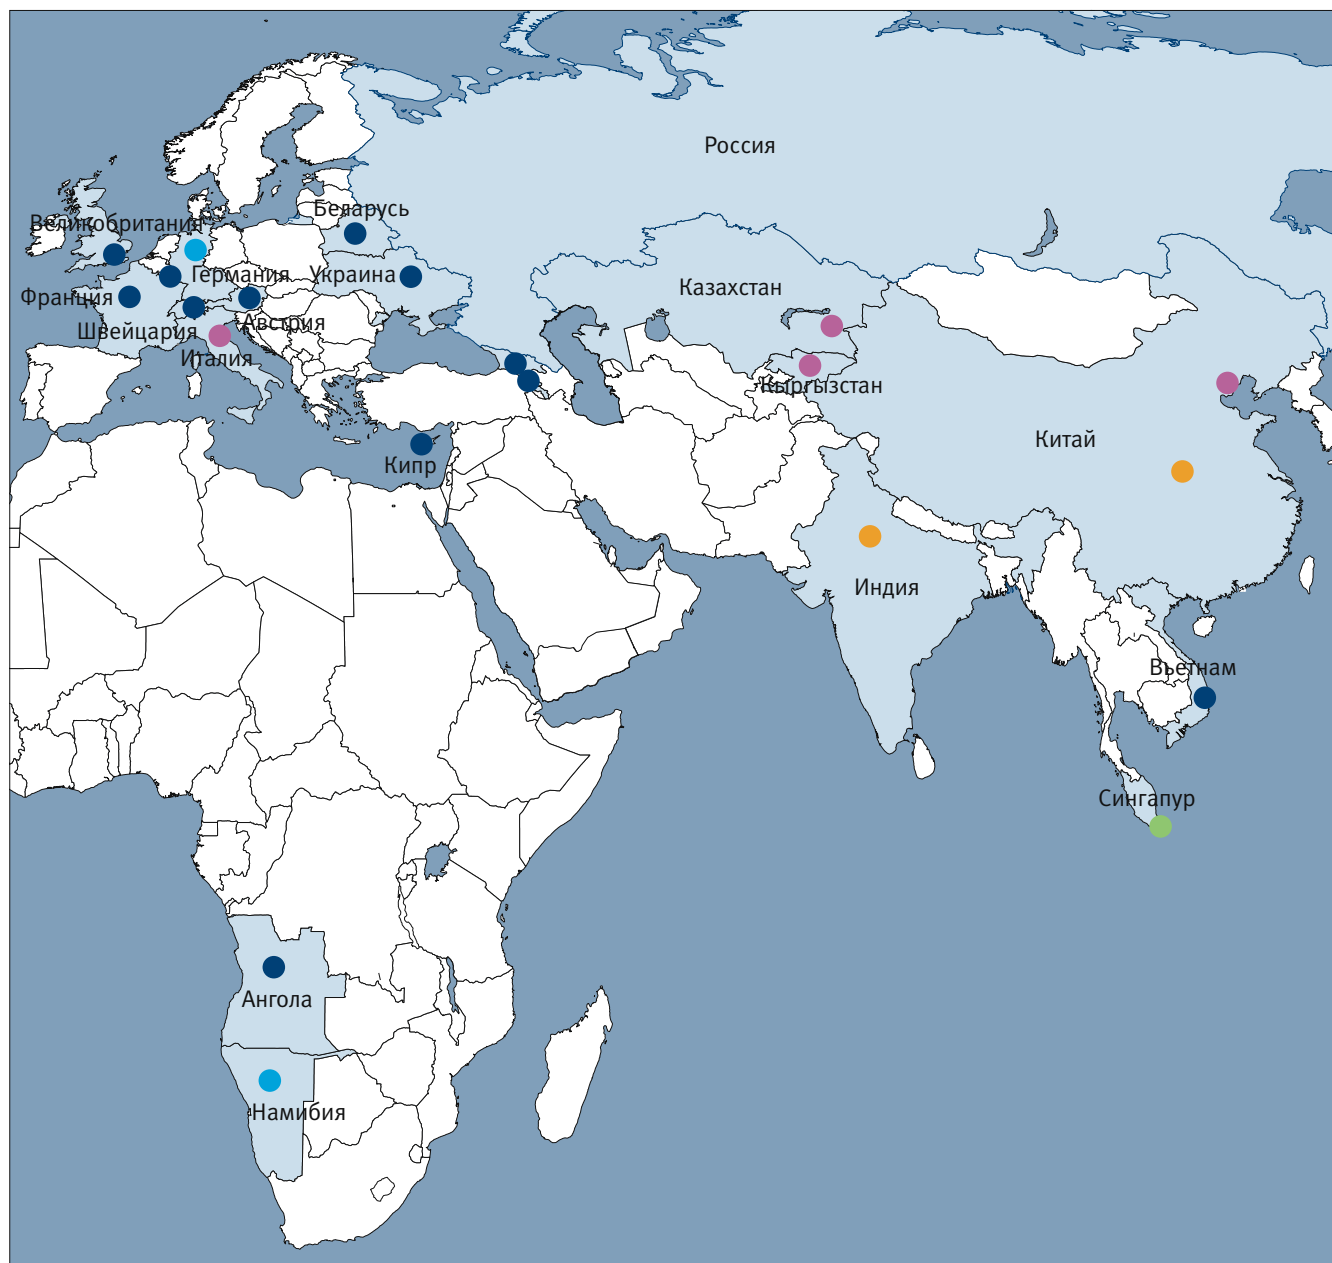 Россия
Беларусь
Великобритания
Германия
Украина
Франция
Казахстан
Австрия
Швейцария
Италия
Кыргызстан
Китай
Кипр
Индия
Вьетнам
Сингапур
Ангола
Намибия